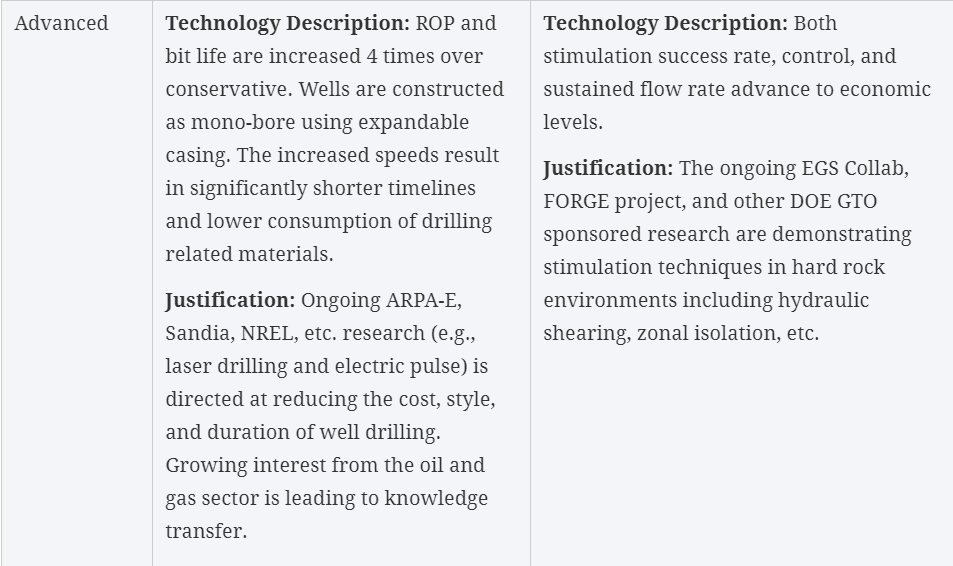 Advanced
Technology Description: ROP and
bit life are increased 4 times over
conservative. Wells are constructed
as mono-bore using expandable
casing. The increased speeds result
in significantly shorter timelines
and lower consumption of drilling
related materials.
Justification: Ongoing ARPA-E,
Sandia, NREL, etc. research (e.g.,
laser drilling and electric pulse) is
directed at reducing the cost, style,
and duration of well drilling.
Growing interest from the oil and
gas sector is leading to knowledge
transfer.
Technology Description: Both
stimulation success rate, control, and
sustained flow rate advance to economic
levels.
Justification: The ongoing EGS Collab,
FORGE project, and other DOE GTO
sponsored research are demonstrating
stimulation techniques in hard rock
environments including hydraulic
shearing, zonal isolation, etc.